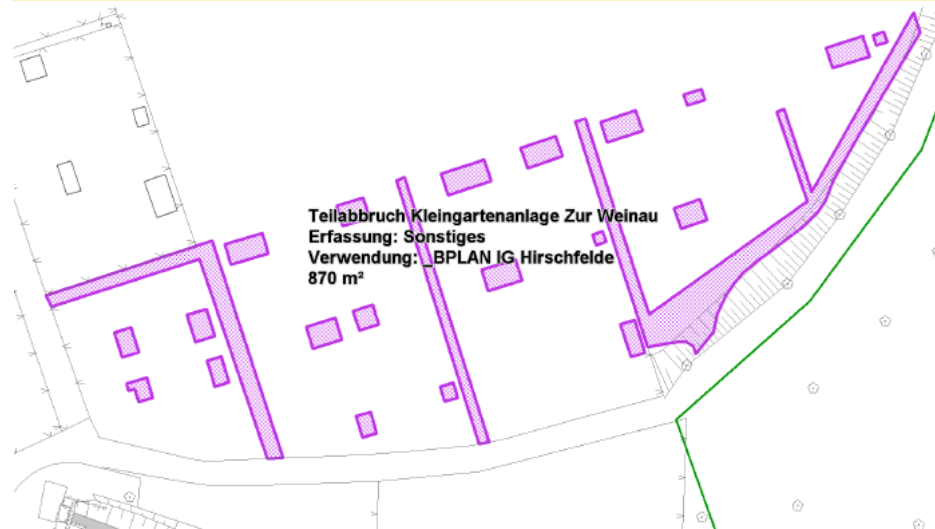 Teilabbruch Kleingartenanlage Zur Weinau
Erfassung: Sonstiges
Verwendung: _BPLAN IG Hirschfelde
870 m²